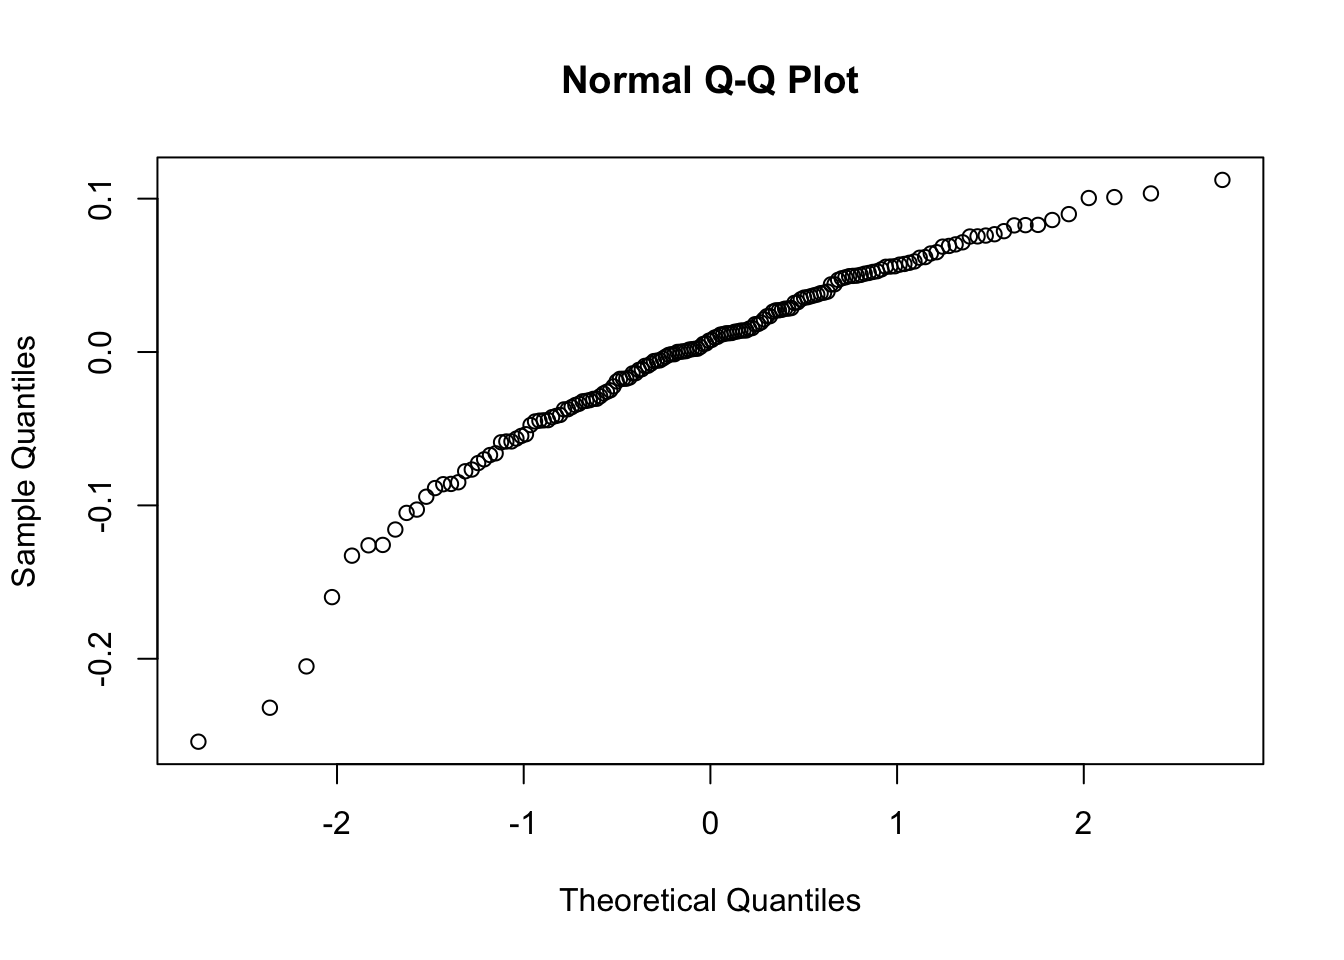 Normal Q-Q Plot
0.1
0.0
-0.1
-0.2
Sample Quantiles
-2 -1 0 1 2
Theoretical Quantiles